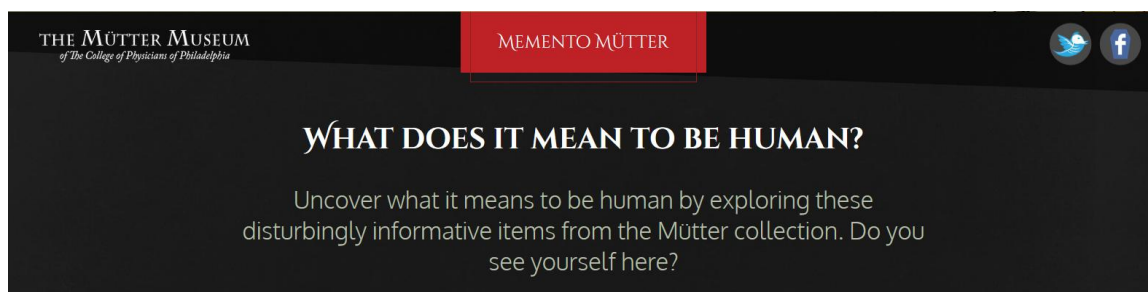 THE MÜTTER MUSEUM
of The College of Physicians of Philadelphia
MEMENTO MÜTTER
WHAT DOES IT MEAN TO BE HUMAN?
Uncover what it means to be human by exploring these
disturbingly informative items from the Mütter collection. Do you
see yourself here?